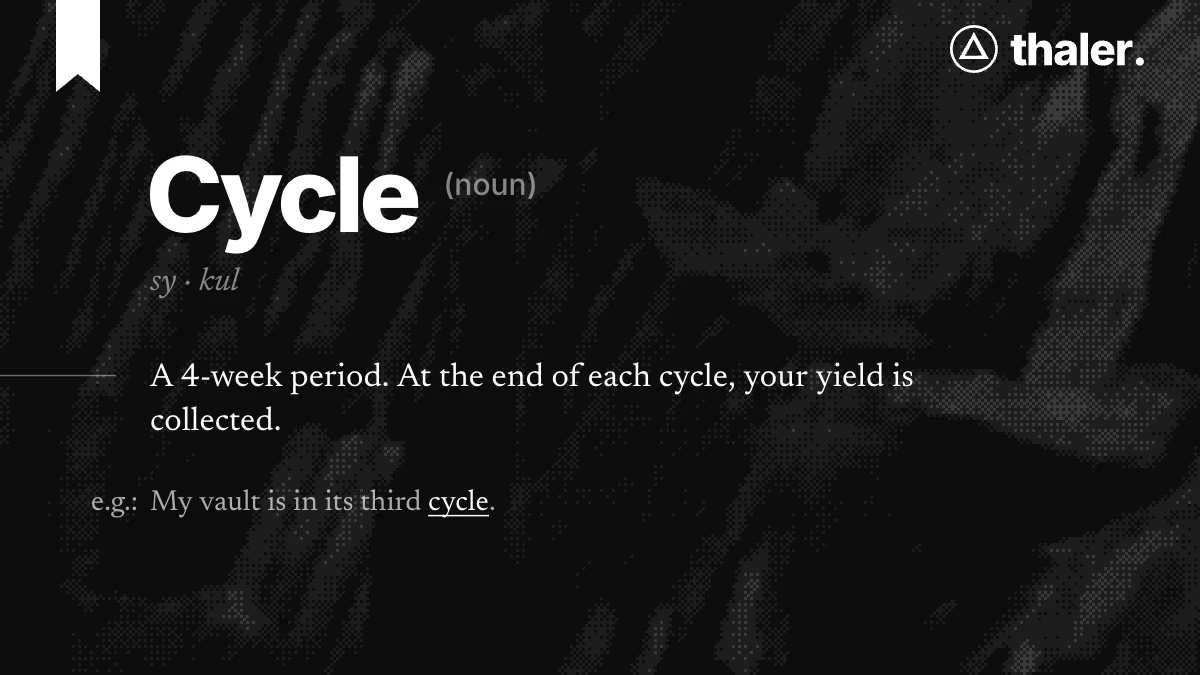 thaler.
Cycle (noun)
sy · kul
A 4-week period. At the end of each cycle, your yield is
collected.
e.g.: My vault is in its third cycle.